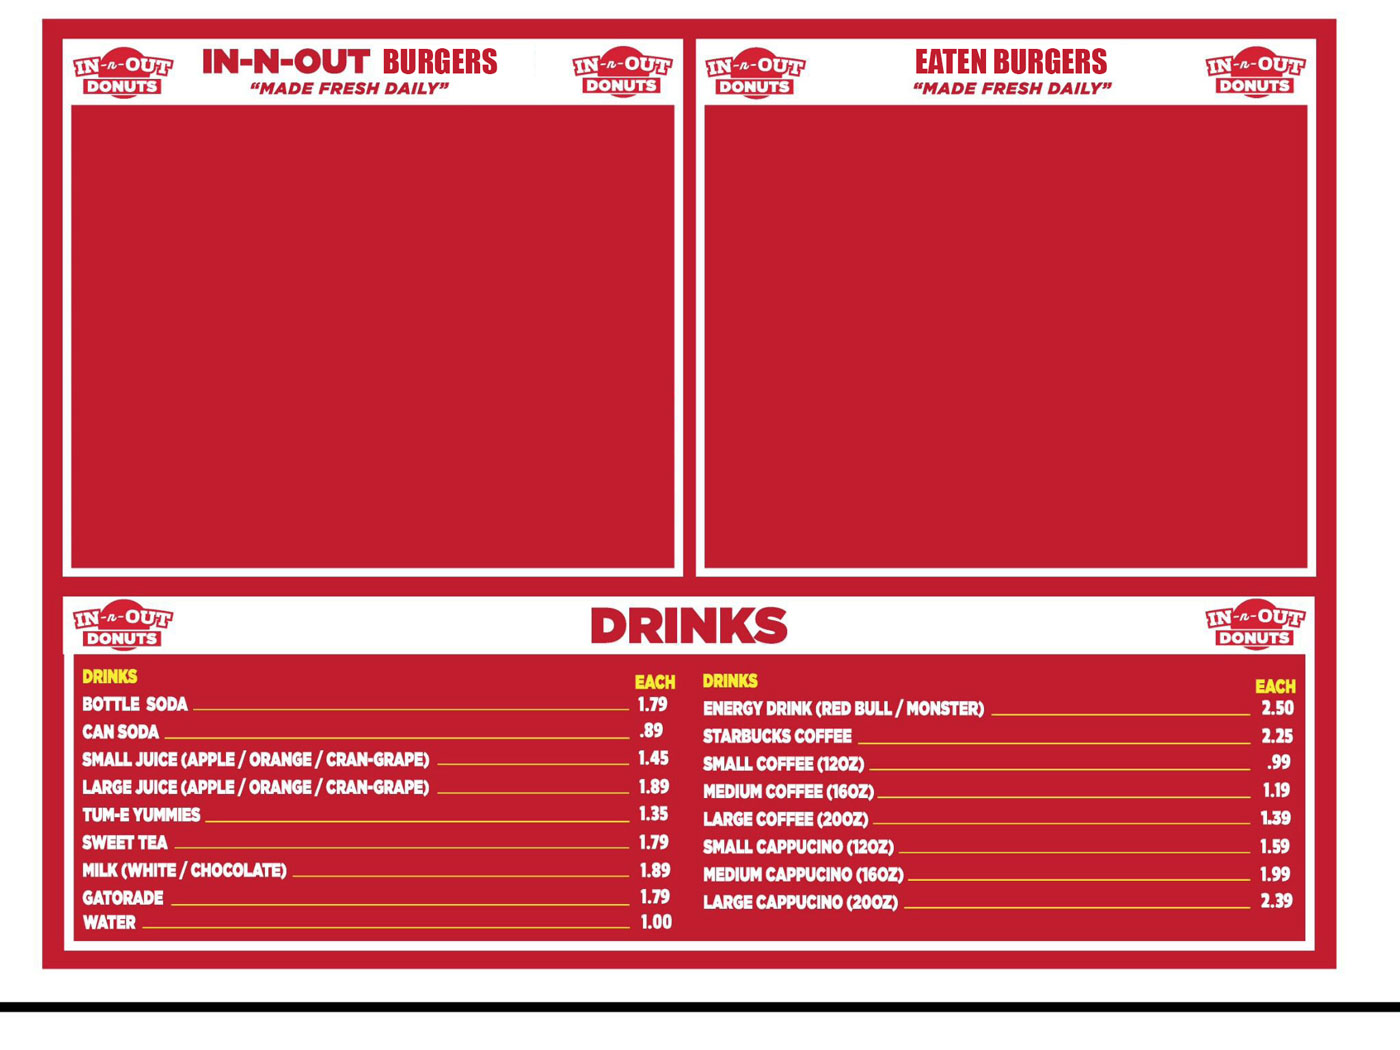 IN-n-OUT
DONUTS
IN-N-OUT BURGERS
“MADE FRESH DAILY”
IN-n-OUT
DONUTS
IN-n-OUT
DONUTS
EATEN BURGERS
“MADE FRESH DAILY”
IN-n-OUT
DONUTS
IN-n-OUT
DONUTS
DRINKS
IN-n-OUT
DONUTS
DRINKS EACH
BOTTLE SODA 1.79
CAN SODA .89
SMALL JUICE (APPLE / ORANGE / CRAN-GRAPE) 1.45
LARGE JUICE (APPLE / ORANGE / CRAN-GRAPE) 1.89
TUM-E YUMMIES 1.35
SWEET TEA 1.79
MILK (WHITE / CHOCOLATE) 1.89
GATORADE 1.79
WATER 1.00
DRINKS EACH
ENERGY DRINK (RED BULL / MONSTER) 2.50
STARBUCKS COFFEE 2.25
SMALL COFFEE (12OZ) .99
MEDIUM COFFEE (16OZ) 1.19
LARGE COFFEE (20OZ) 1.39
SMALL CAPPUCINO (12OZ) 1.59
MEDIUM CAPPUCINO (16OZ) 1.99
LARGE CAPPUCINO (20OZ) 2.39